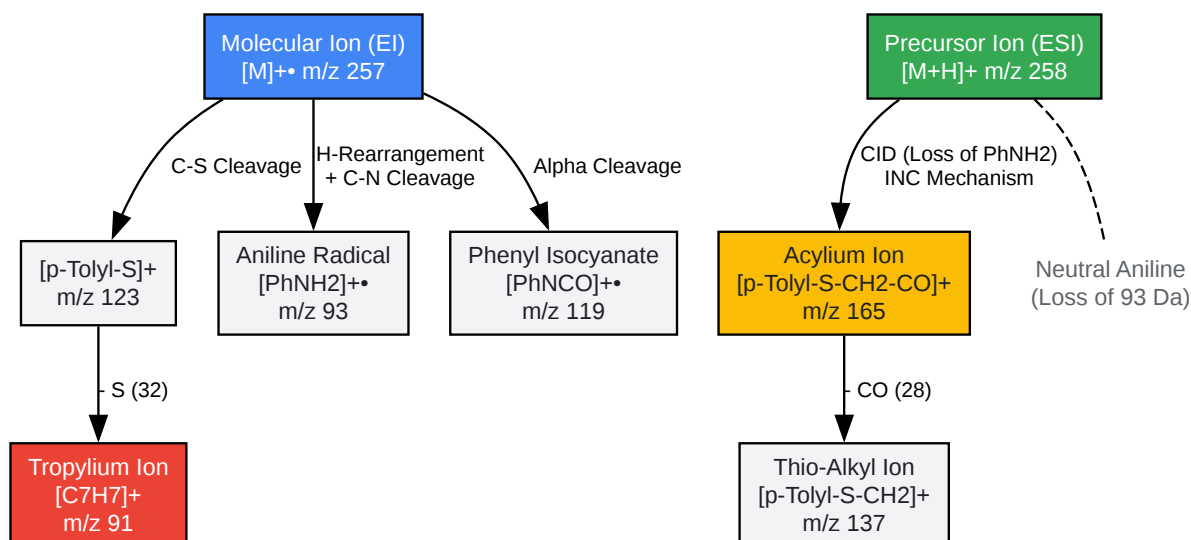 Molecular Ion (EI)
[M]+• m/z 257
Precursor Ion (ESI)
[M+H]+ m/z 258
C-S Cleavage
H-Rearrangement
+ C-N Cleavage
Alpha Cleavage
CID (Loss of PhNH2)
INC Mechanism
[p-Tolyl-S]+
m/z 123
Aniline Radical
[PhNH2]+•
m/z 93
Phenyl Isocyanate
[PhNCO]+•
m/z 119
Acylium Ion
[p-Tolyl-S-CH2-CO]+
m/z 165
Neutral Aniline
(Loss of 93 Da)
- S (32)
- CO (28)
Tropylium Ion
[C7H7]+
m/z 91
Thio-Alkyl Ion
[p-Tolyl-S-CH2]+
m/z 137